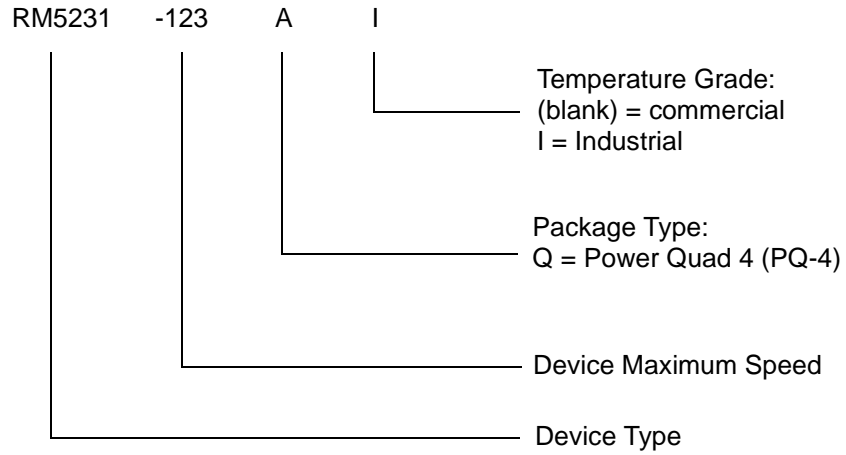 RM5231 -123 A I
Temperature Grade:
(blank) = commercial
I = Industrial
Package Type:
Q = Power Quad 4 (PQ-4)
Device Maximum Speed
Device Type